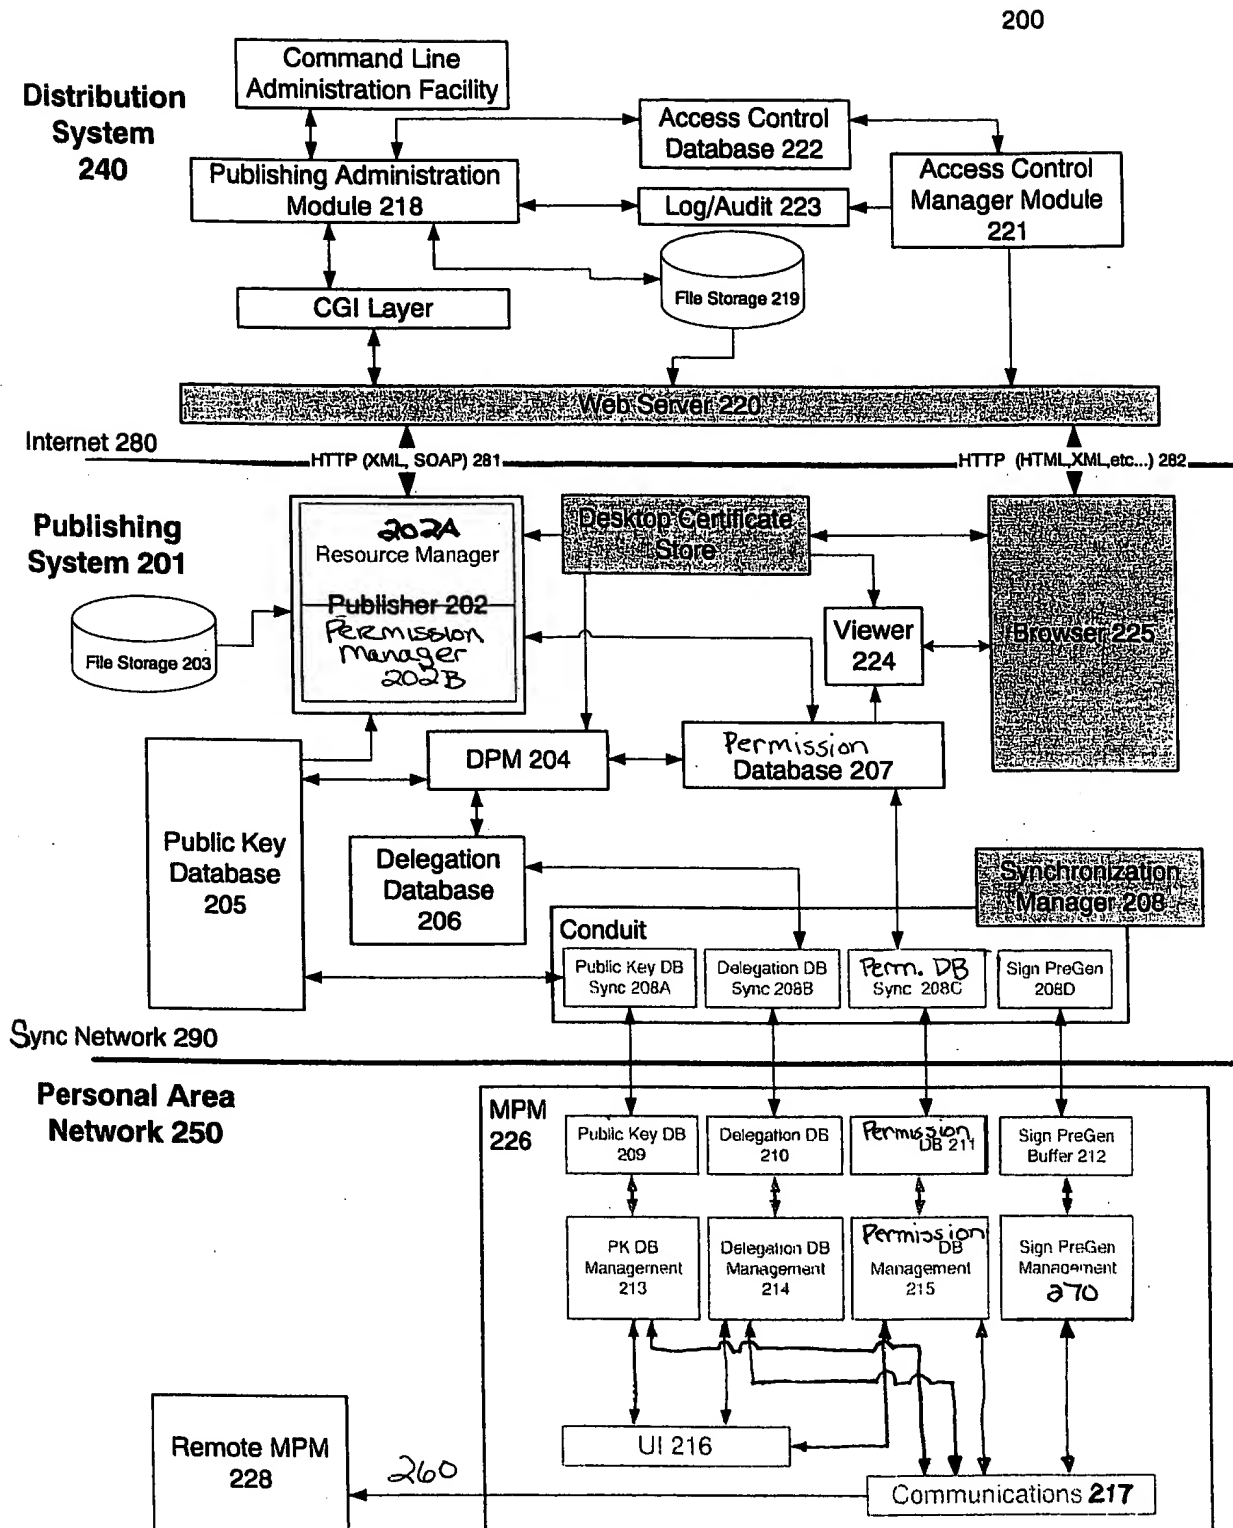 200
Command Line
Administration Facility
Distribution
System
240
Access Control
Database 222
Publishing Administration
Module 218
Access Control
Manager Module
221
Log/Audit 223
File Storage 219
CGI Layer
Web Server 220
Internet 280
HTTP (XML, SOAP) 281
HTTP (HTML,XML,etc...) 282
Publishing
System 201
202A
Resource Manager
Publisher 202
Permission
Manager
202B
Desktop Certificate
Store
File Storage 203
Viewer
224
Browser 225
DPM 204
Permission
Database 207
Public Key
Database
205
Delegation
Database
206
Synchronization
Manager 208
Conduit
Public Key DB
Sync 208A
Delegation DB
Sync 208B
Perm. DB
Sync 208C
Sign PreGen
208D
Sync Network 290
Personal Area
Network 250
MPM
226
Public Key DB
209
Delegation DB
210
Permission
DB 211
Sign PreGen
Buffer 212
PK DB
Management
213
Delegation DB
Management
214
Permission
DB
Management
215
Sign PreGen
Management
270
UI 216
Remote MPM
228
260
Communications 217